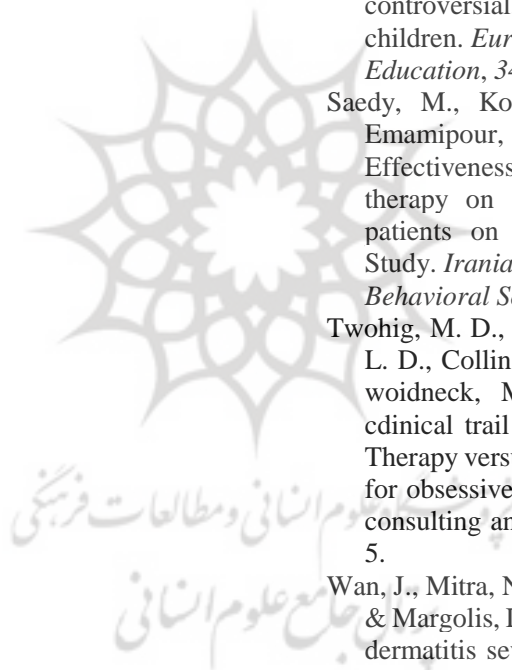 controversial
children. Eur
Education, 34
Saedy, M., Ko
Emamipour,
Effectiveness
therapy on
patients on
Study. Irania
Behavioral S
Twohig, M. D.,
L. D., Collin
woidneck, M
cdinical trail
Therapy vers
for obsessive
پژوهشگاه علوم انسانی و مطالعات فرهنگی
consulting an
5.
Wan, J., Mitra, N
پرتال جامع علوم انسانی
& Margolis, D
dermatitis sev